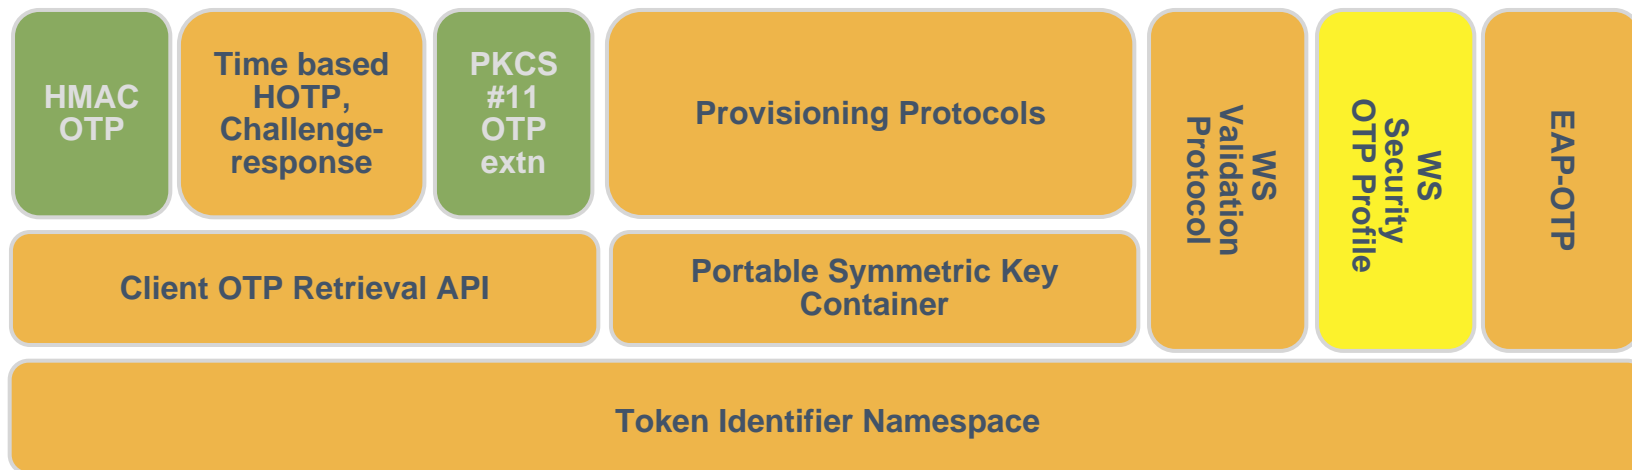 HMAC
OTP
Time based
HOTP,
Challenge-
response
PKCS
#11
OTP
extn
Provisioning Protocols
WS
Validation
Protocol
WS
Security
OTP Profile
EAP-OTP
Client OTP Retrieval API
Portable Symmetric Key
Container
Token Identifier Namespace